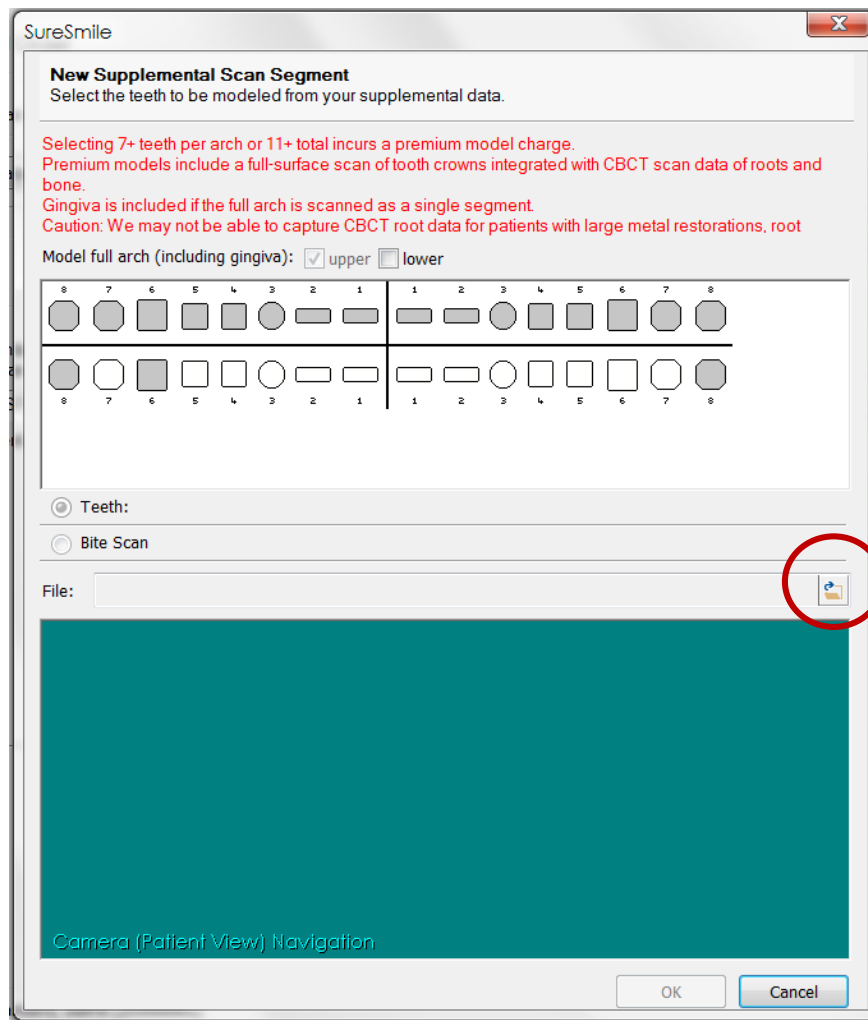 SureSmile
New Supplemental Scan Segment
Select the teeth to be modeled from your supplemental data.
Selecting 7+ teeth per arch or 11+ total incurs a premium model charge.
Premium models include a full-surface scan of tooth crowns integrated with CBCT scan data of roots and
bone.
Gingiva is included if the full arch is scanned as a single segment.
Caution: We may not be able to capture CBCT root data for patients with large metal restorations, root
Model full arch (including gingiva): upper lower
8 7 6 5 4 3 2 1 1 2 3 4 5 6 7 8
8 7 6 5 4 3 2 1 1 2 3 4 5 6 7 8
Teeth:
Bite Scan
File:
Camera (Patient View) Navigation
OK Cancel